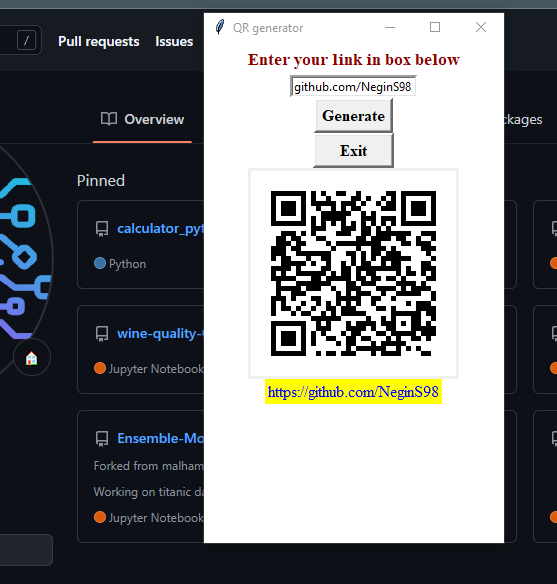 /
Pull requests
Issues
Overview
ckages
Pinned
calculator_pyt
Python
wine-quality-
Jupyter Notebook
Ensemble-Mo
Forked from malham
Working on titanic da
Jupyter Notebook
QR generator
Enter your link in box below
github.com/NeginS98
Generate
Exit
https://github.com/NeginS98